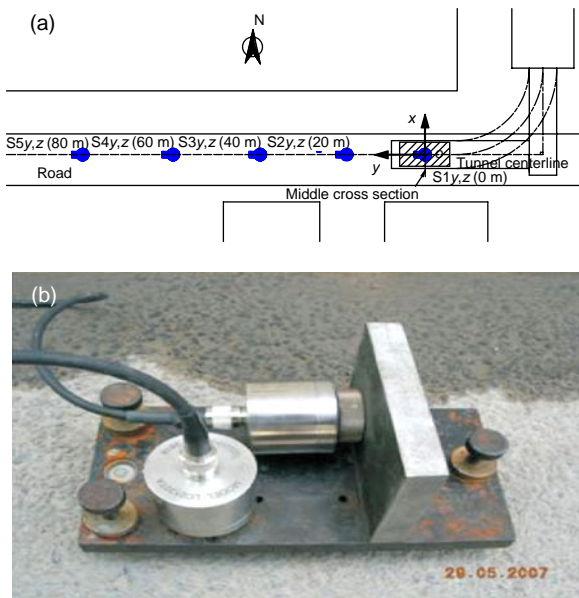 (a)
N
x
S5y,z (80 m) S4y,z (60 m) S3y,z (40 m) S2y,z (20 m)
o
Tunnel centerline
y
S1y,z (0 m)
Road
Middle cross section
(b)
MODEL
29.05.2007